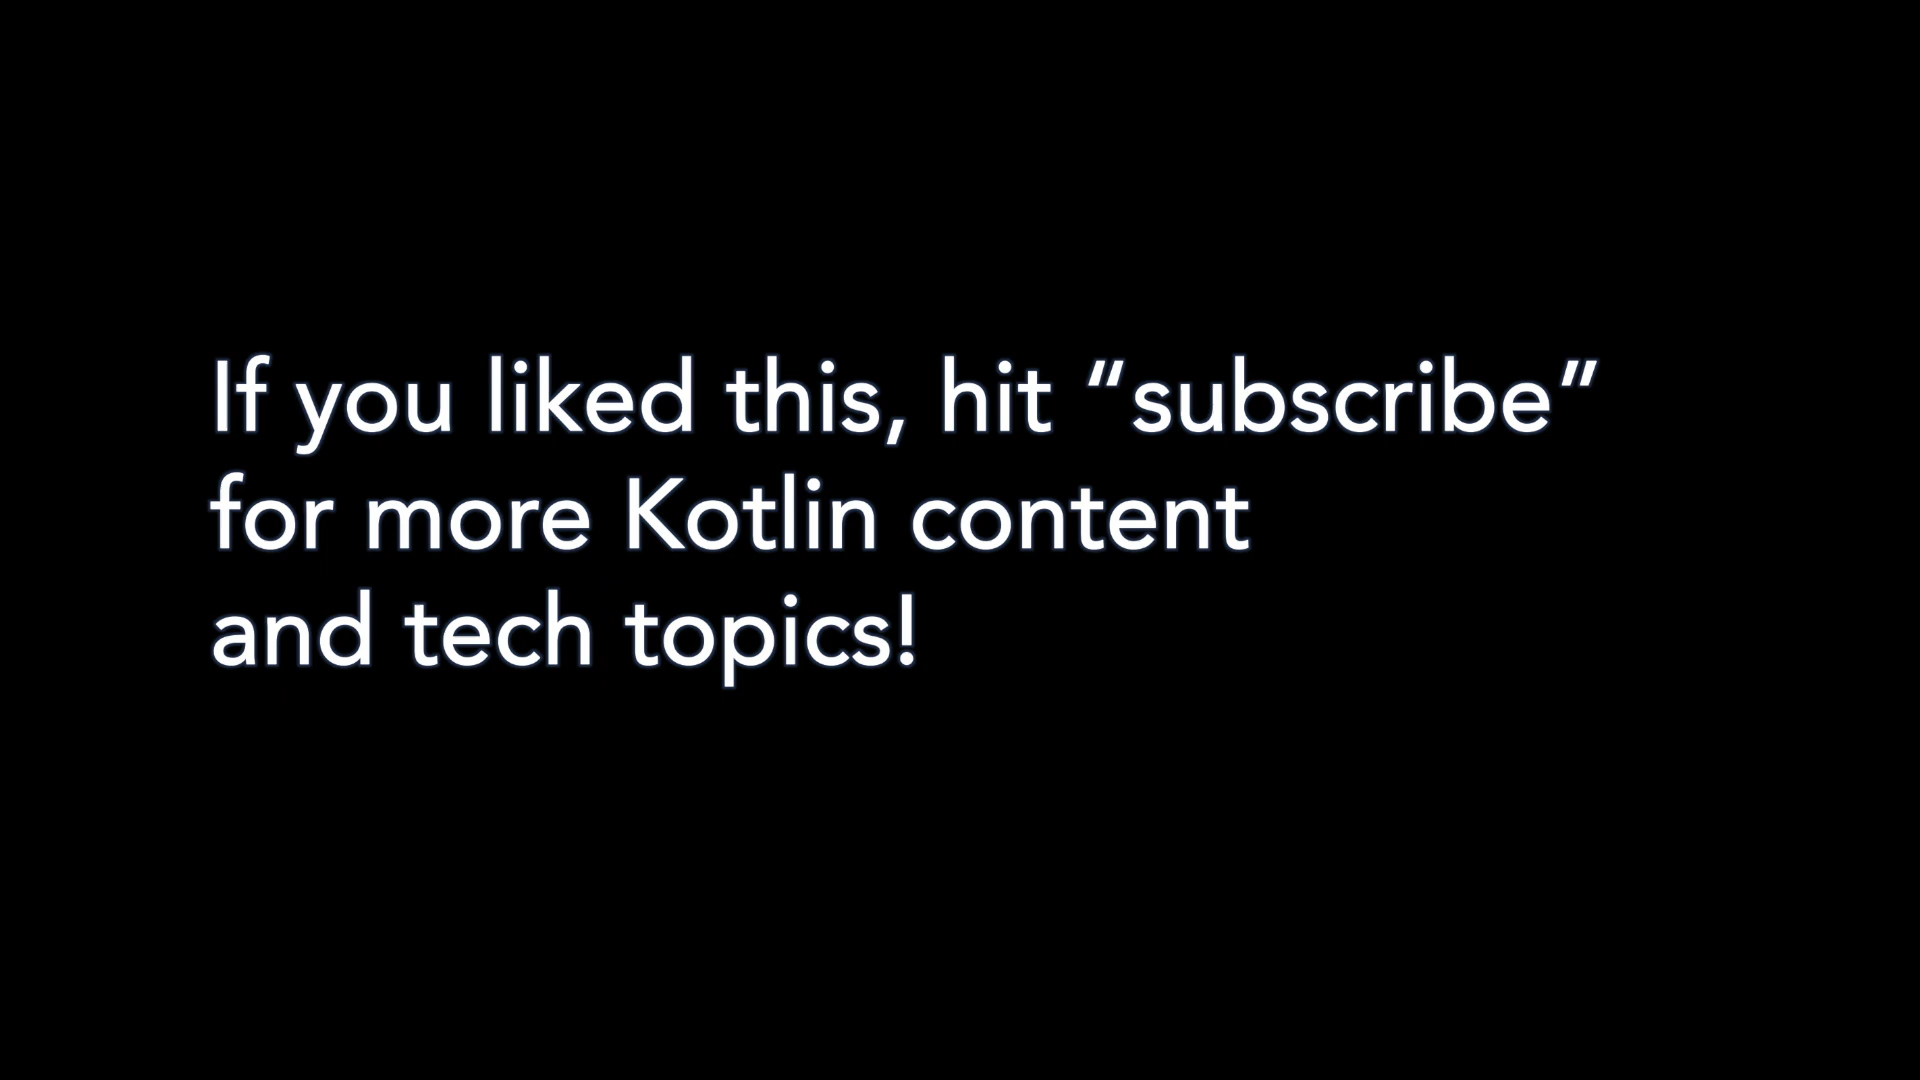 If you liked this, hit “subscribe”
for more Kotlin content
and tech topics!